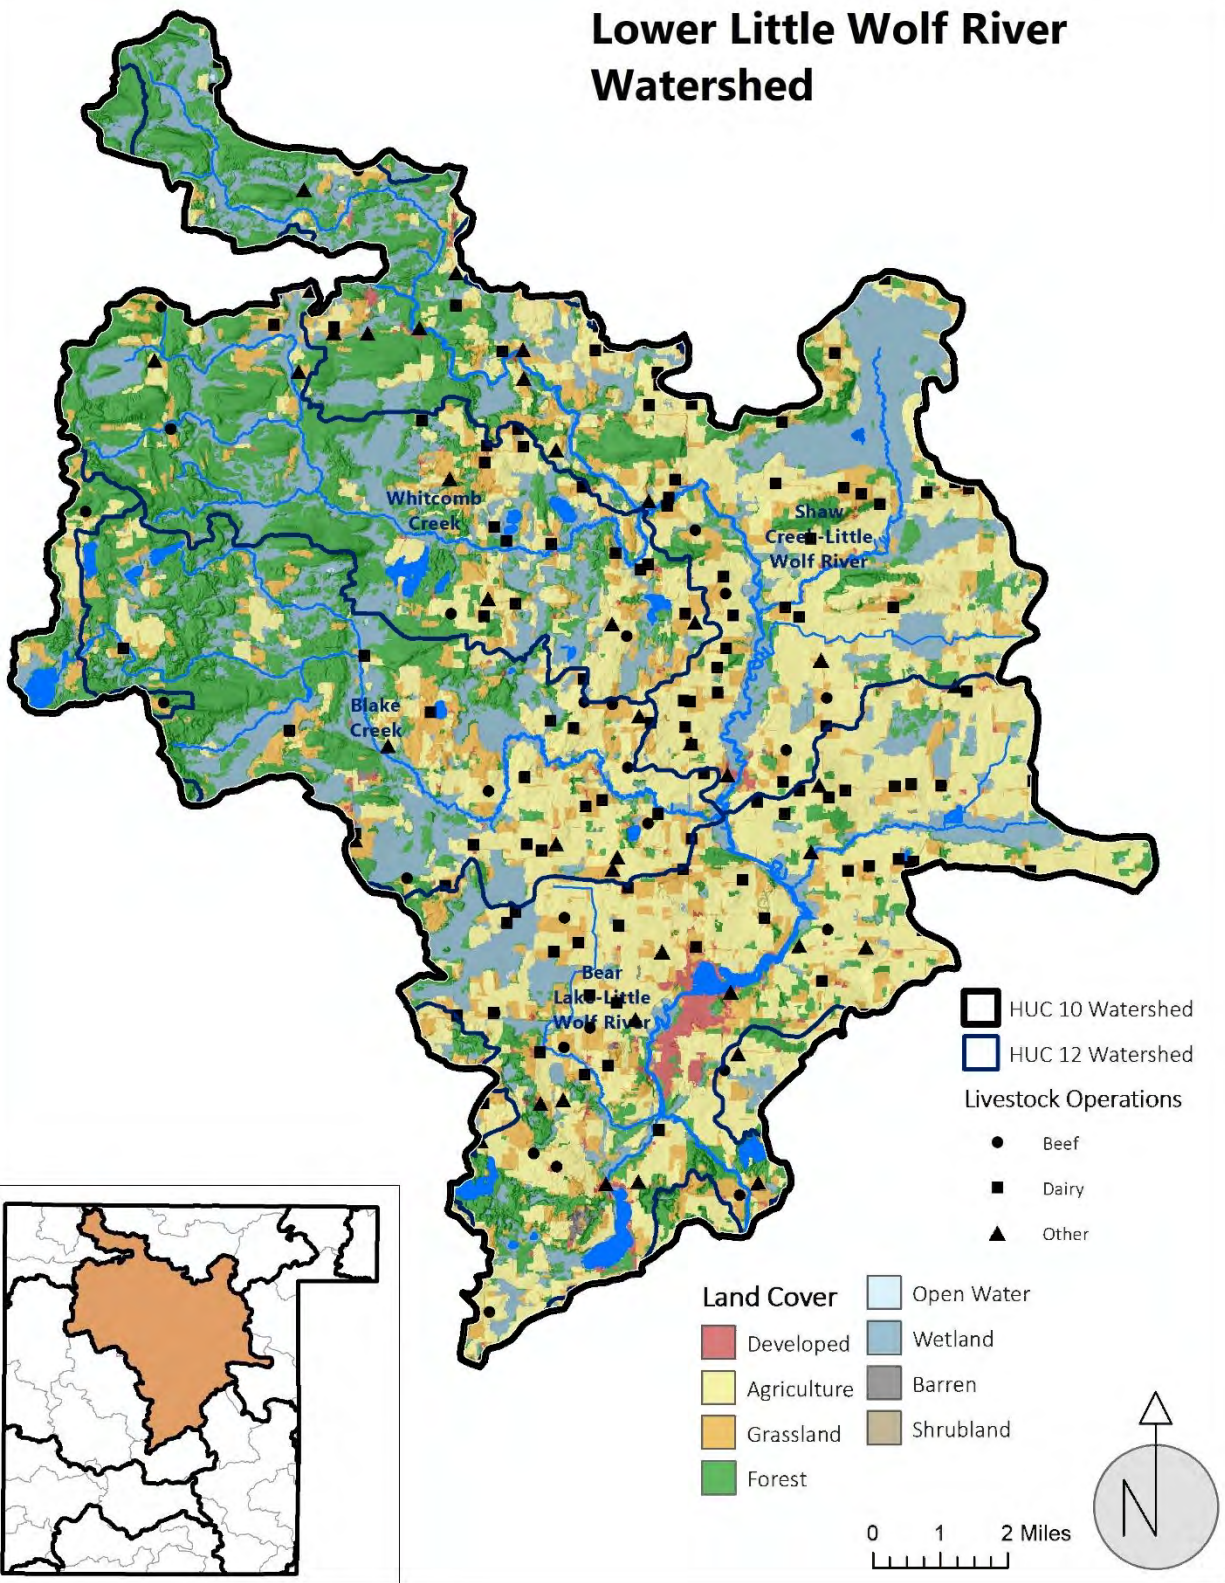 Lower Little Wolf River
Watershed
Whitcomb
Creek
Shaw
Creek-Little
Wolf River
Blake
Creek
Bear
Lake-Little
Wolf River
HUC 10 Watershed
HUC 12 Watershed
Livestock Operations
Beef
Dairy
Other
Land Cover
Developed
Agriculture
Grassland
Forest
Open Water
Wetland
Barren
Shrubland
0 1 2 Miles
N